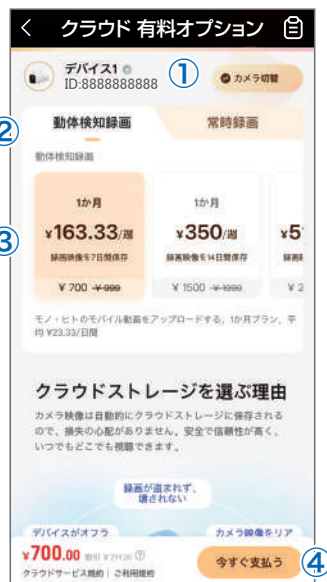 クラウド 有料オプション
デバイス1
ID:8888888888
①
カメラ切替
②
動体検知録画
常時録画
動体検知録画
③
1か月
¥163.33/週
録画映像を7日間保存
¥ 700 ¥ 999
1か月
¥350/週
録画映像を14日間保存
¥ 1500 ¥ 1999
¥5
録画
¥ 2
モノ・ヒトのモバイル動画をアップロードする、1か月プラン、平
均 ¥23.33/日間
クラウドストレージを選ぶ理由
カメラ映像は自動的にクラウドストレージに保存される
ので、損失の心配がありません。安全で信頼性が高く、
いつでもどこでも視聴できます。
録画が盗まれず、
壊されない
デバイスがオフラ
カメラ映像をリア
¥700.00 割引 ¥299.00
今すぐ支払う
④
クラウドサービス規約 | ご利用規約